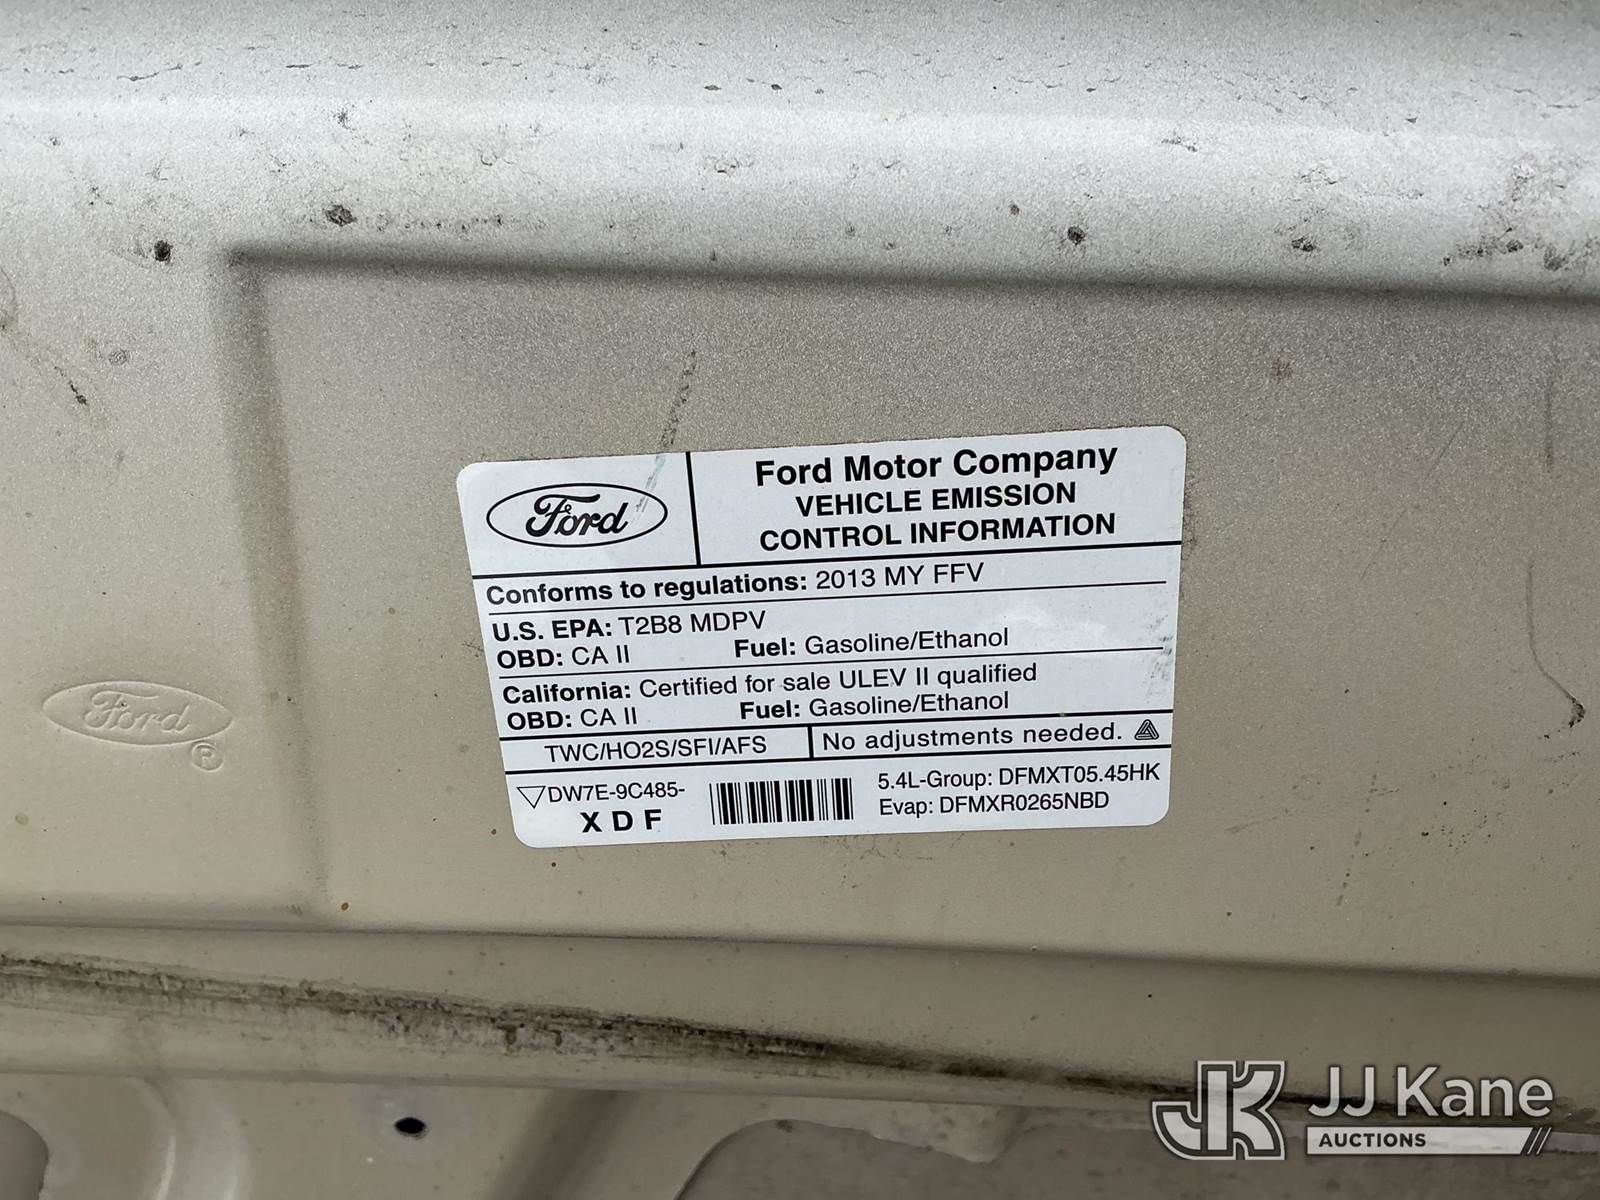 Ford
Ford Motor Company
VEHICLE EMISSION
CONTROL INFORMATION
Conforms to regulations: 2013 MY FFV
U.S. EPA: T2B8 MDPV
OBD: CA II Fuel: Gasoline/Ethanol
California: Certified for sale ULEV II qualified
OBD: CA II Fuel: Gasoline/Ethanol
TWC/HO2S/SFI/AFS No adjustments needed.
DW7E-9C485-
XDF
5.4L-Group: DFMXT05.45HK
Evap: DFMXR0265NBD
Ford
®
JK JJ Kane
AUCTIONS